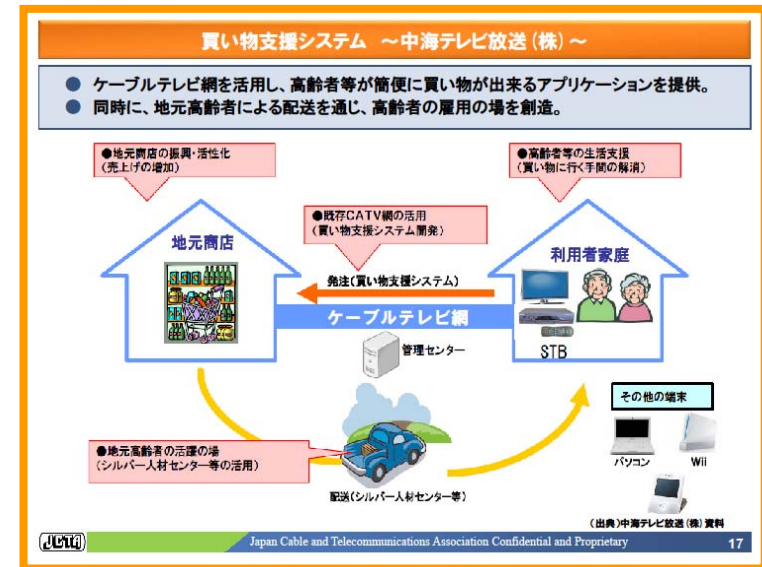 買い物支援システム ～中海テレビ放送(株)～
● ケーブルテレビ網を活用し、高齢者等が簡便に買い物が出来るアプリケーションを提供。
● 同時に、地元高齢者による配送を通じ、高齢者の雇用の場を創造。
●地元商店の振興・活性化
(売上げの増加)
●高齢者等の生活支援
(買い物に行く手間の解消)
●既存CATV網の活用
(買い物支援システム開発)
地元商店
利用者家庭
発注(買い物支援システム)
ケーブルテレビ網
STB
管理センター
その他の端末
パソコン
Wii
●地元高齢者の活躍の場
(シルバー人材センター等の活用)
配送(シルバー人材センター等)
(出典)中海テレビ放送(株)資料
JCTA
Japan Cable and Telecommunications Association Confidential and Proprietary
17